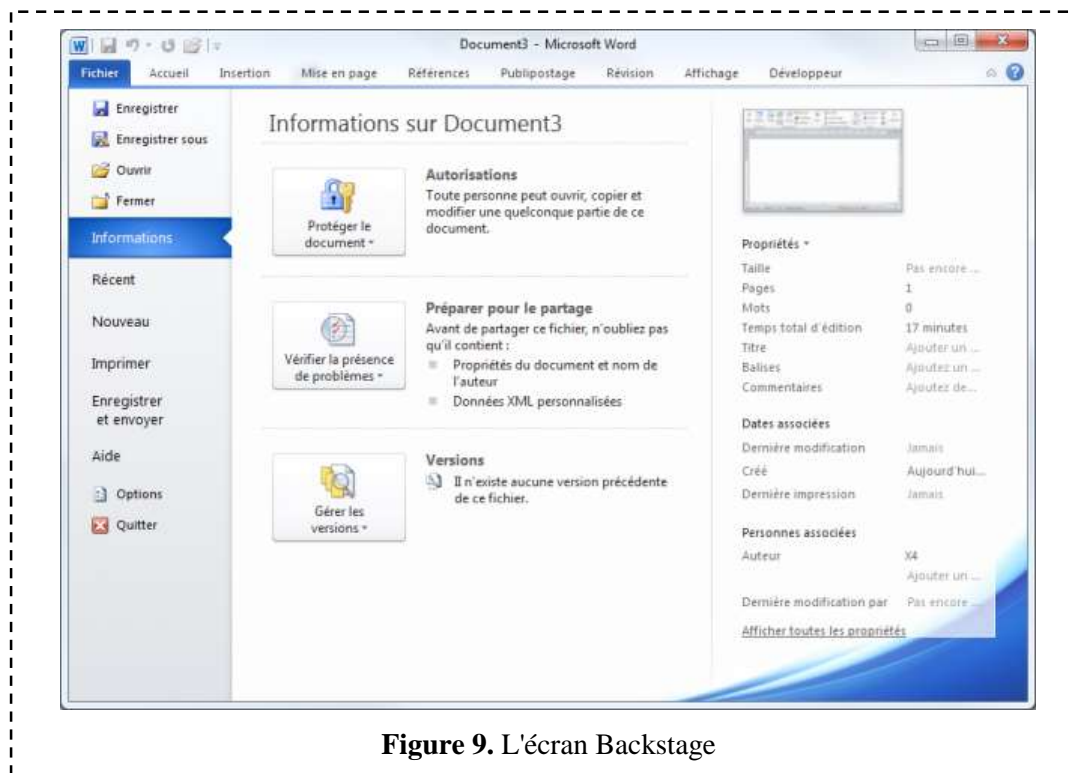 Document3 - Microsoft Word
Fichier Accueil Insertion Mise en page Références Publipostage Révision Affichage Développeur
Enregistrer
Enregistrer sous
Ouvrir
Fermer
Informations
Récent
Nouveau
Imprimer
Enregistrer
et envoyer
Aide
Options
Quitter
Informations sur Document3
Protéger le
document
Autorisations
Toute personne peut ouvrir, copier et
modifier une quelconque partie de ce
document.
Vérifier la présence
de problèmes
Préparer pour le partage
Avant de partager ce fichier, n'oubliez pas
qu'il contient :
Propriétés du document et nom de
l'auteur
Données XML personnalisées
Gérer les
versions
Versions
Il n'existe aucune version précédente
de ce fichier.
Propriétés
Taille Pas encore ...
Pages 1
Mots 0
Temps total d'édition 17 minutes
Titre Ajouter un ...
Balises Ajoutez un ...
Commentaires Ajoutez de...
Dates associées
Dernière modification Jamais
Créé Aujourd'hui...
Dernière impression Jamais
Personnes associées
Auteur X4
Ajouter un ...
Dernière modification par Pas encore ...
Afficher toutes les propriétés
Figure 9. L'écran Backstage